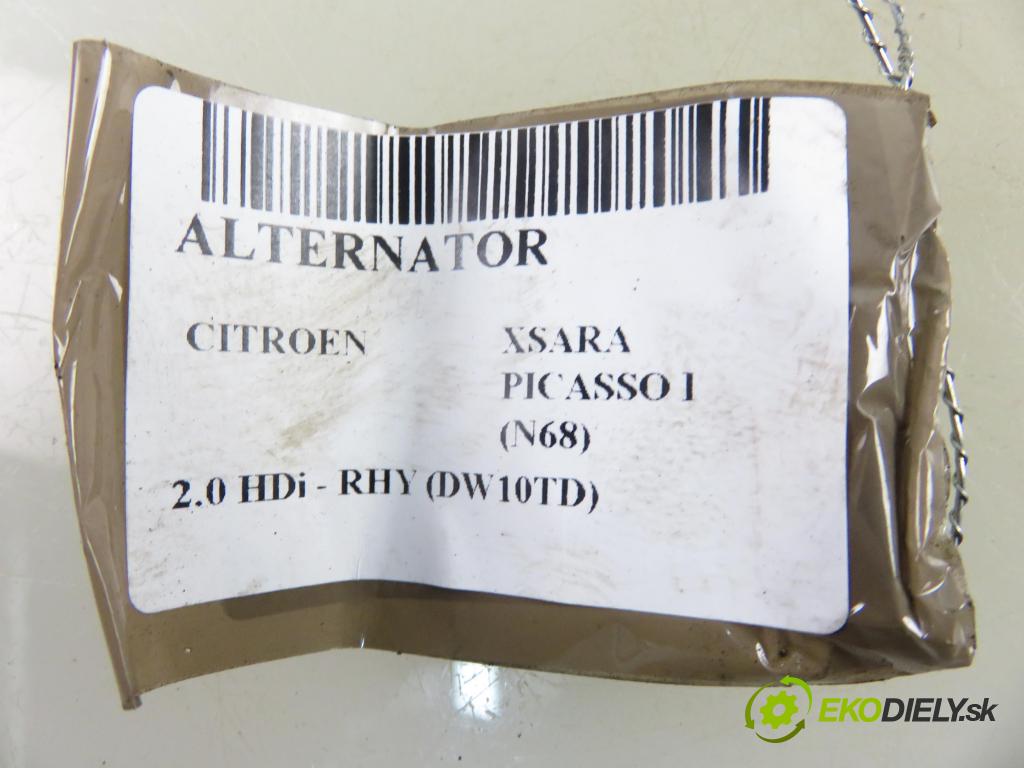 ALTERNATOR
CITROEN XSARA
PICASSO I
(N68)
2.0 HDi - RHY (DW10TD)
EKODIELY.sk